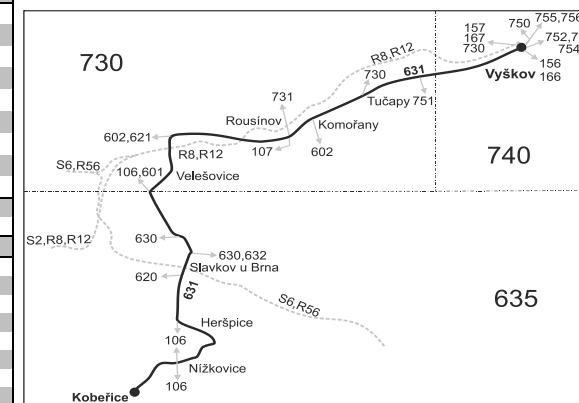 755, 756
750
157
167
730
752,7
754
156
166
Vyškov
730
R8,R12
730
631
751
Tučapy
731
Rousínov
Komořany
602,621
R8,R12
107
602
740
S6,R56
106,601
Velešovice
S2,R8,R12
630
630,632
Slavkov u Brna
620
631
S6,R56
635
Heršpice
106
Nížkovice
106
Kobeřice